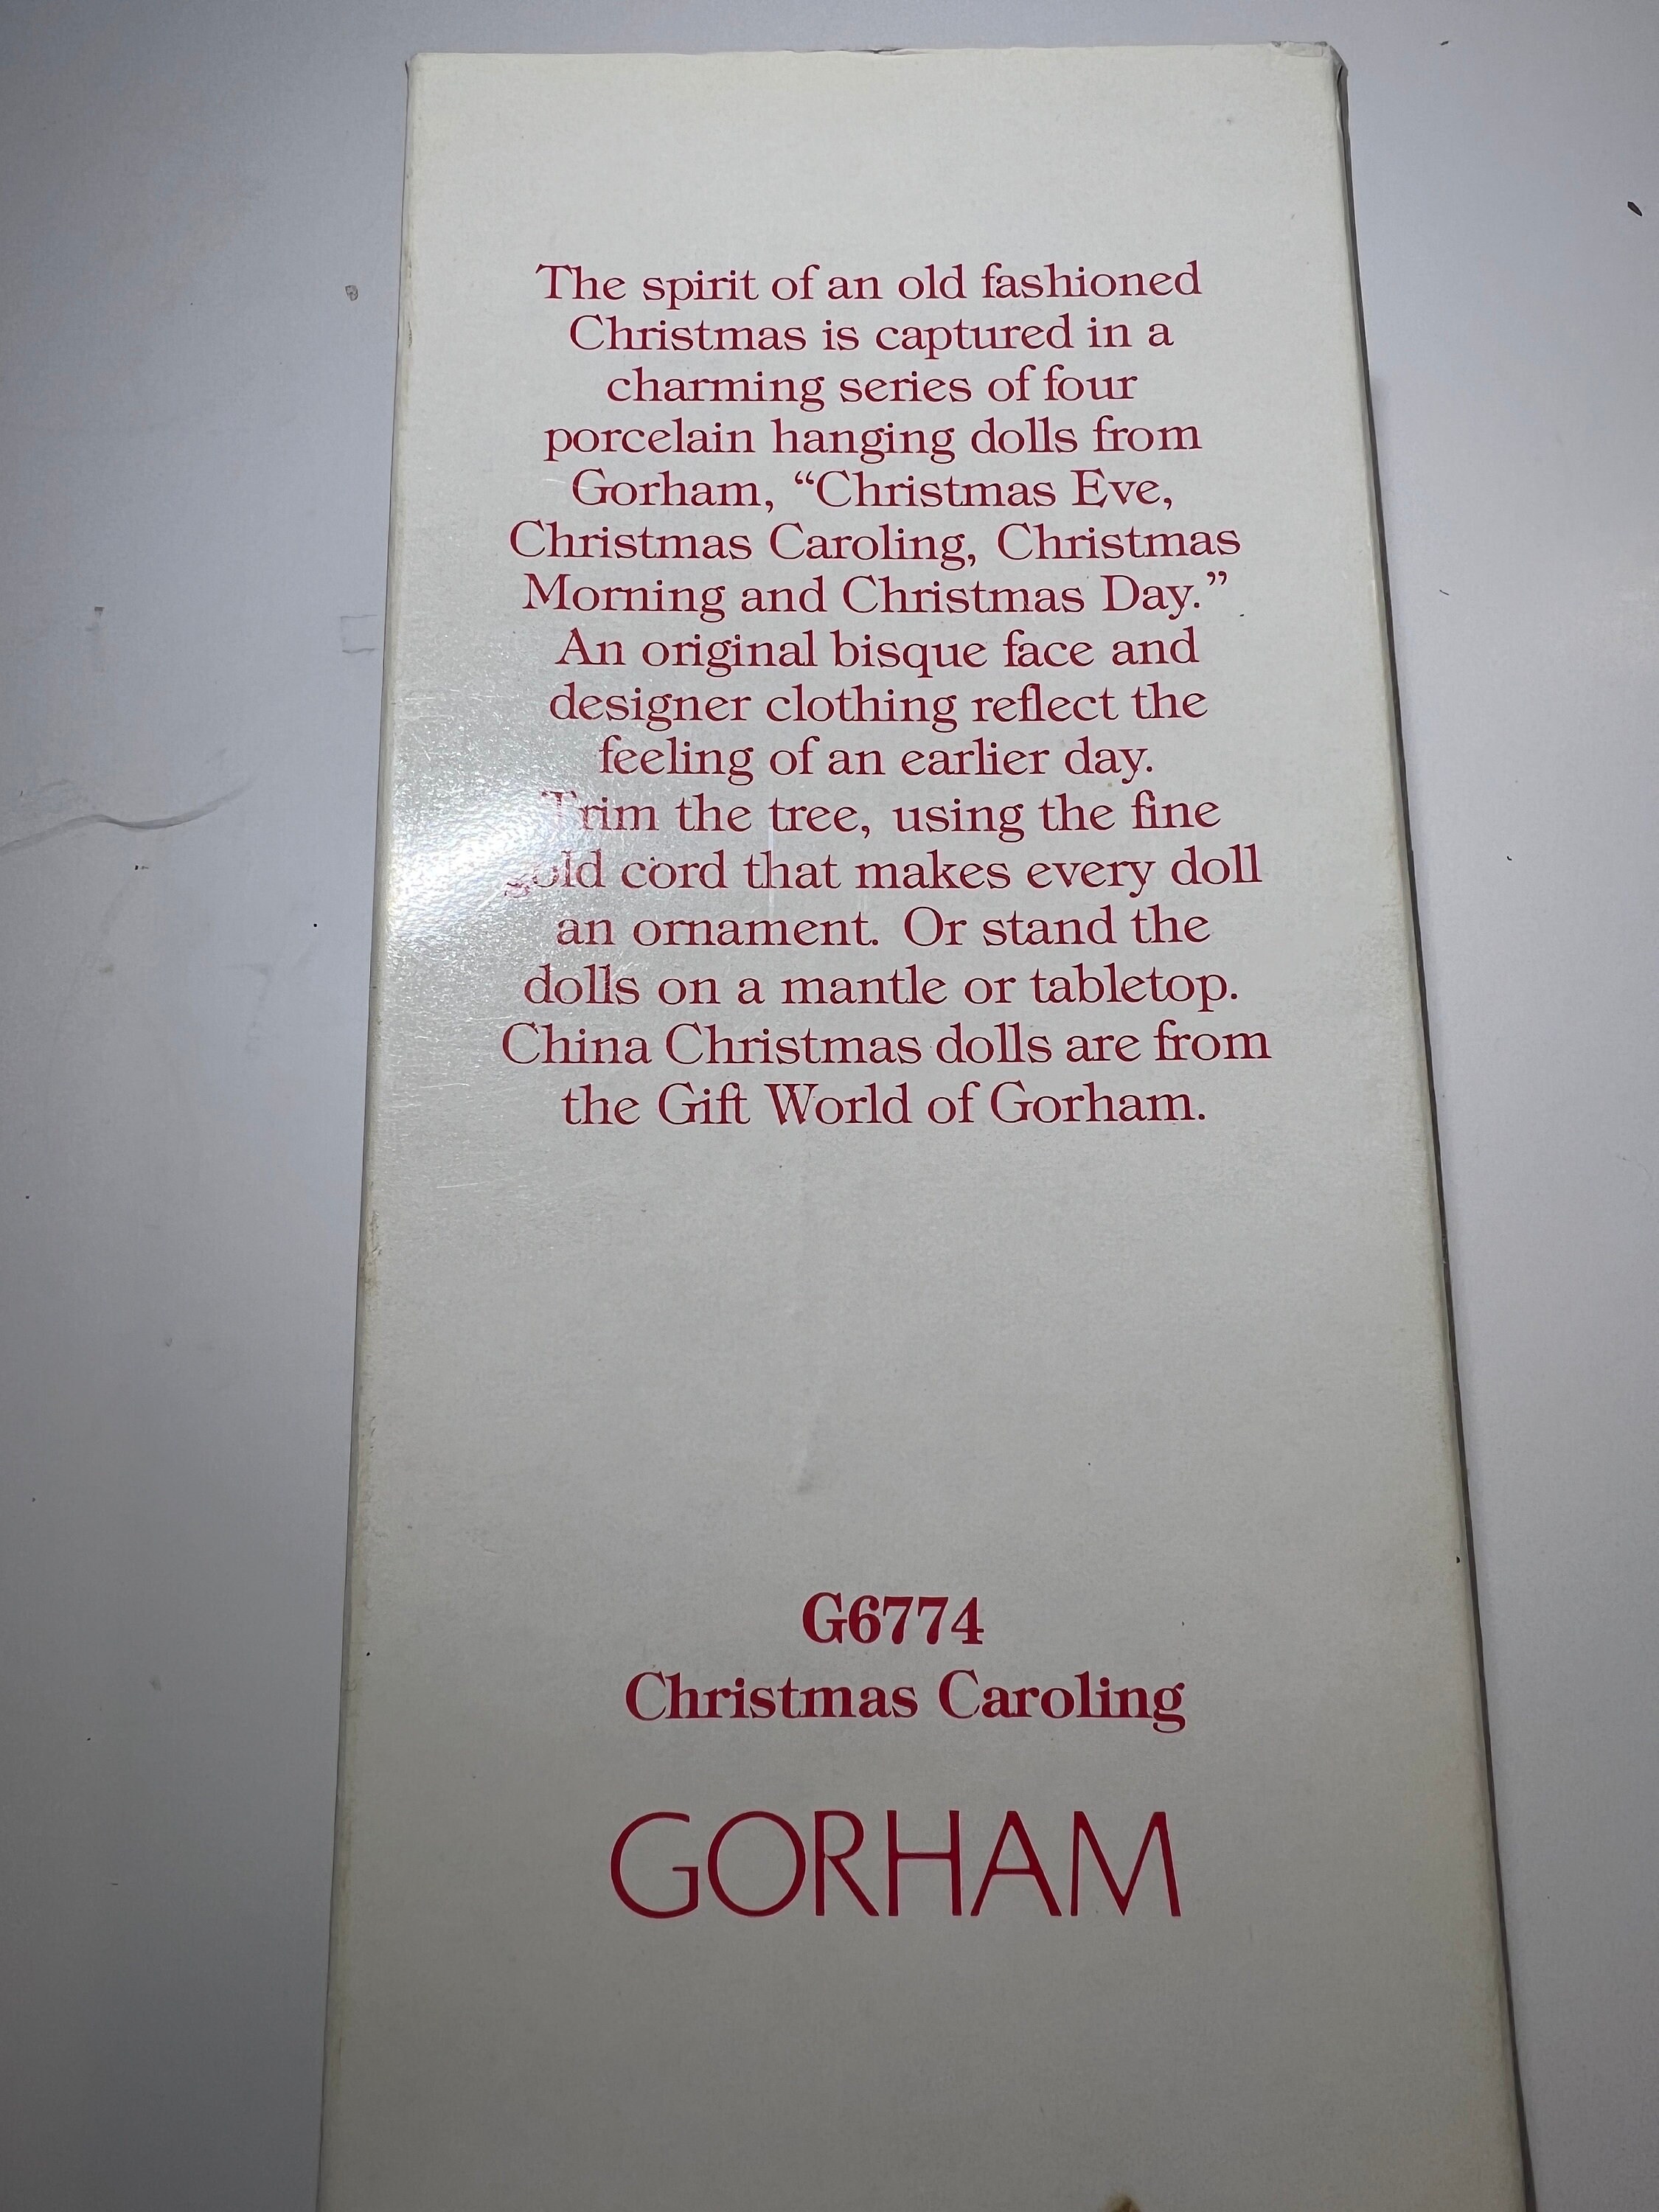 The spirit of an old fashioned
Christmas is captured in a
charming series of four
porcelain hanging dolls from
Gorham, “Christmas Eve,
Christmas Caroling, Christmas
Morning and Christmas Day.”
An original bisque face and
designer clothing reflect the
feeling of an earlier day.
Trim the tree, using the fine
gold cord that makes every doll
an ornament. Or stand the
dolls on a mantle or tabletop.
China Christmas dolls are from
the Gift World of Gorham.
G6774
Christmas Caroling
GORHAM